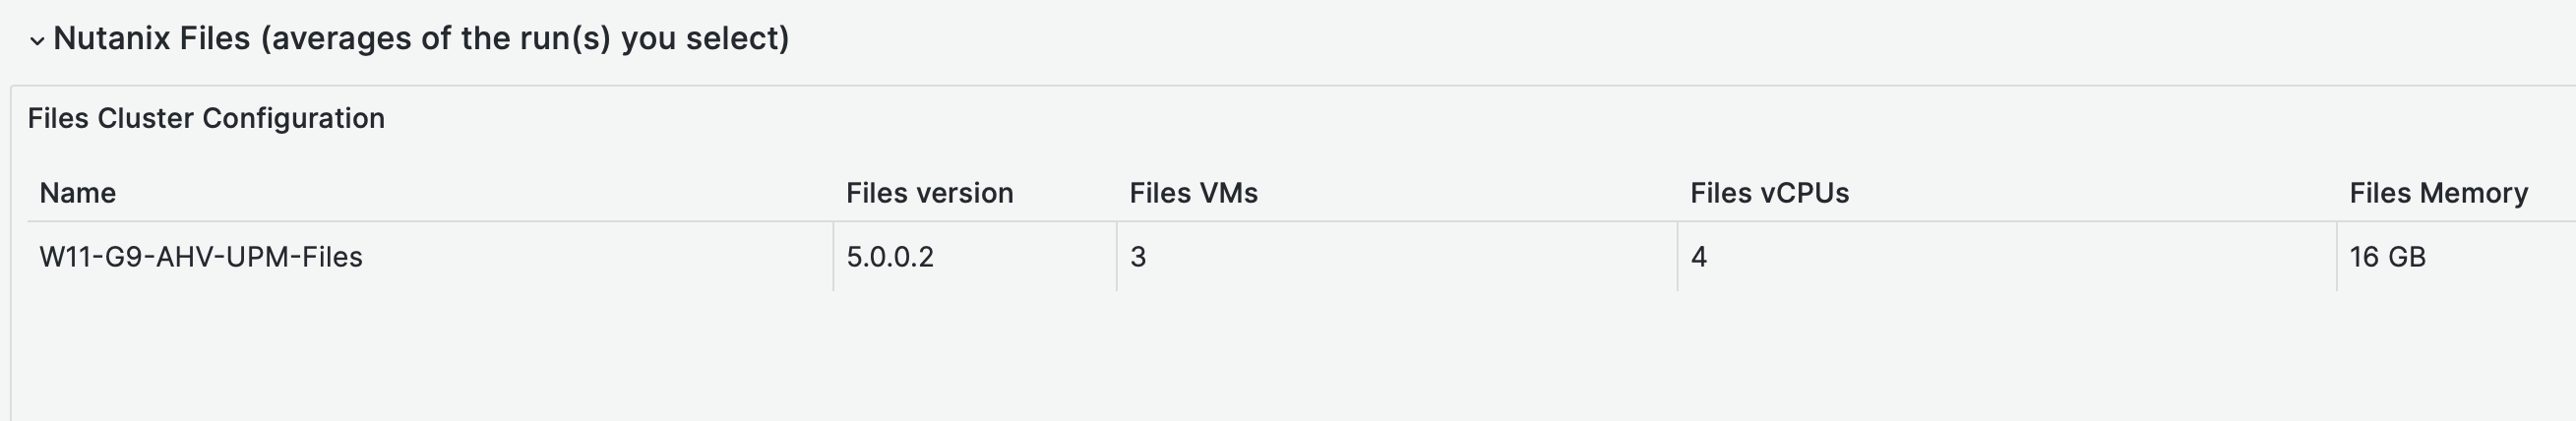 Nutanix Files (averages of the run(s) you select)
Files Cluster Configuration
Name Files version Files VMs Files vCPUs Files Memory
W11-G9-AHV-UPM-Files 5.0.0.2 3 4 16 GB